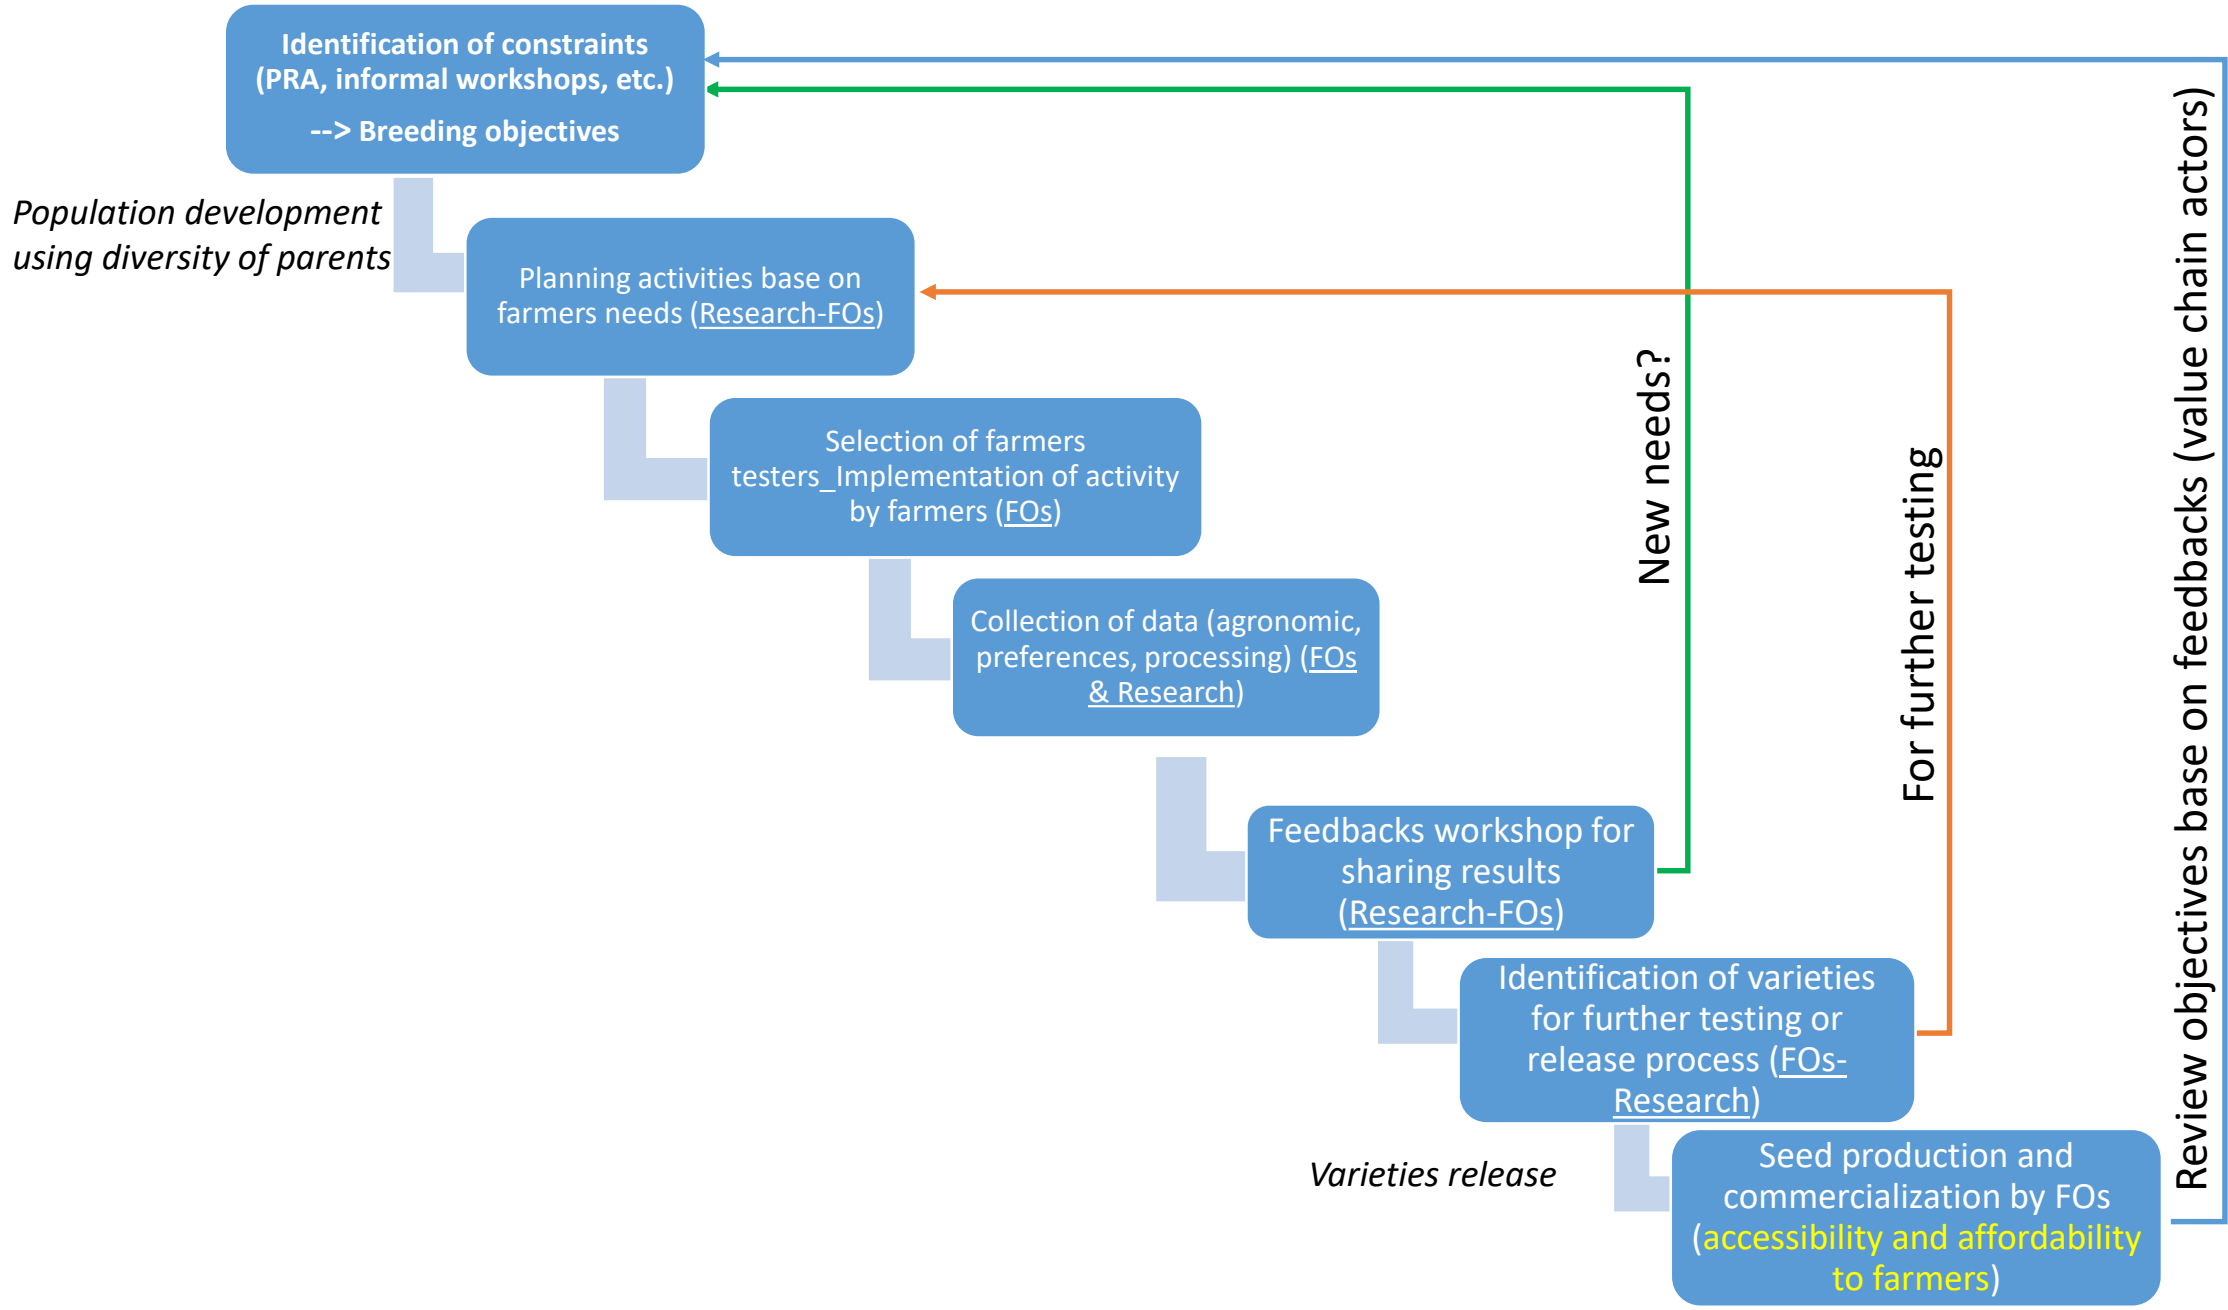 Identification of constraints
(PRA, informal workshops, etc.)
--> Breeding objectives
Population development
using diversity of parents
Planning activities base on
farmers needs (Research-FOs)
Selection of farmers
testers_Implementation of activity
by farmers (FOs)
Collection of data (agronomic,
preferences, processing) (FOs
& Research)
Feedbacks workshop for
sharing results
(Research-FOs)
Identification of varieties
for further testing or
release process (FOs-
Research)
Varieties release
Seed production and
commercialization by FOs
(accessibility and affordability
to farmers)
New needs?
For further testing
Review objectives base on feedbacks (value chain actors)